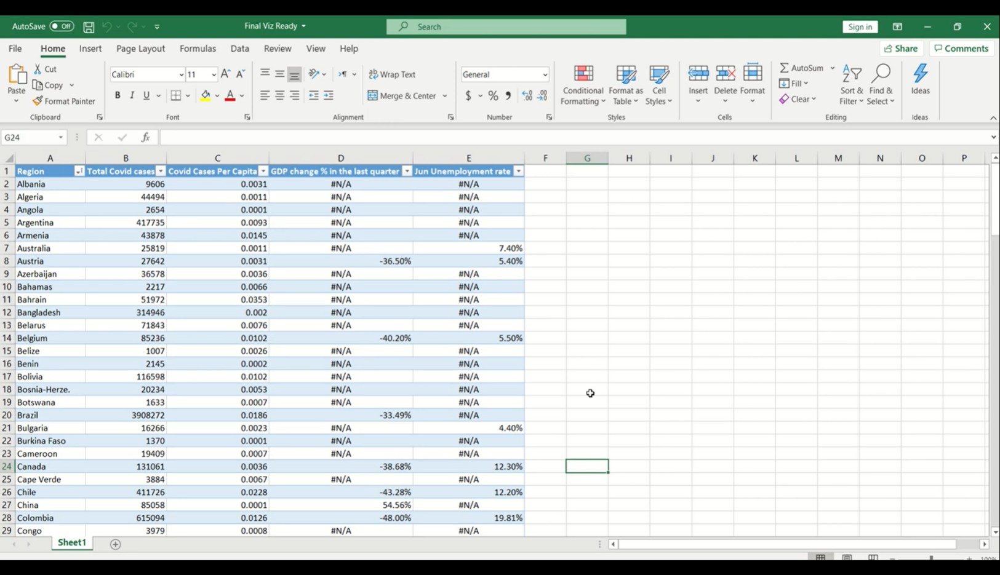 AutoSave Off Final Viz Ready Search Sign in
File Home Insert Page Layout Formulas Data Review View Help Share Comments
Paste Cut Copy Format Painter Clipboard
Calibri 11 A^ A˅ B I U A Font
Wrap Text Merge & Center Alignment
General $ % , Number
Conditional Formatting Format as Table Cell Styles Styles
Insert Delete Format Cells
AutoSum Fill Clear Sort & Filter Find & Select Editing
Ideas Ideas
G24 fx
A B C D E F G H I J K L M N O P
1 Region Total Covid cases Covid Cases Per Capita GDP change % in the last quarter Jun Unemployment rate
2 Albania 9606 0.0031 #N/A #N/A
3 Algeria 44494 0.0011 #N/A #N/A
4 Angola 2654 0.0001 #N/A #N/A
5 Argentina 417735 0.0093 #N/A #N/A
6 Armenia 43878 0.0145 #N/A #N/A
7 Australia 25819 0.0011 #N/A 7.40%
8 Austria 27642 0.0031 -36.50% 5.40%
9 Azerbaijan 36578 0.0036 #N/A #N/A
10 Bahamas 2217 0.0066 #N/A #N/A
11 Bahrain 51972 0.0353 #N/A #N/A
12 Bangladesh 314946 0.002 #N/A #N/A
13 Belarus 71843 0.0076 #N/A #N/A
14 Belgium 85236 0.0102 -40.20% 5.50%
15 Belize 1007 0.0026 #N/A #N/A
16 Benin 2145 0.0002 #N/A #N/A
17 Bolivia 116598 0.0102 #N/A #N/A
18 Bosnia-Herze. 20234 0.0053 #N/A #N/A
19 Botswana 1633 0.0007 #N/A #N/A
20 Brazil 3908272 0.0186 -33.49% #N/A
21 Bulgaria 16266 0.0023 #N/A 4.40%
22 Burkina Faso 1370 0.0001 #N/A #N/A
23 Cameroon 19409 0.0007 #N/A #N/A
24 Canada 131061 0.0036 -38.68% 12.30%
25 Cape Verde 3884 0.0067 #N/A #N/A
26 Chile 411726 0.0228 -43.28% 12.20%
27 China 85058 0.0001 54.56% #N/A
28 Colombia 615094 0.0126 -48.00% 19.81%
29 Congo 3979 0.0008 #N/A #N/A
Sheet1
100%